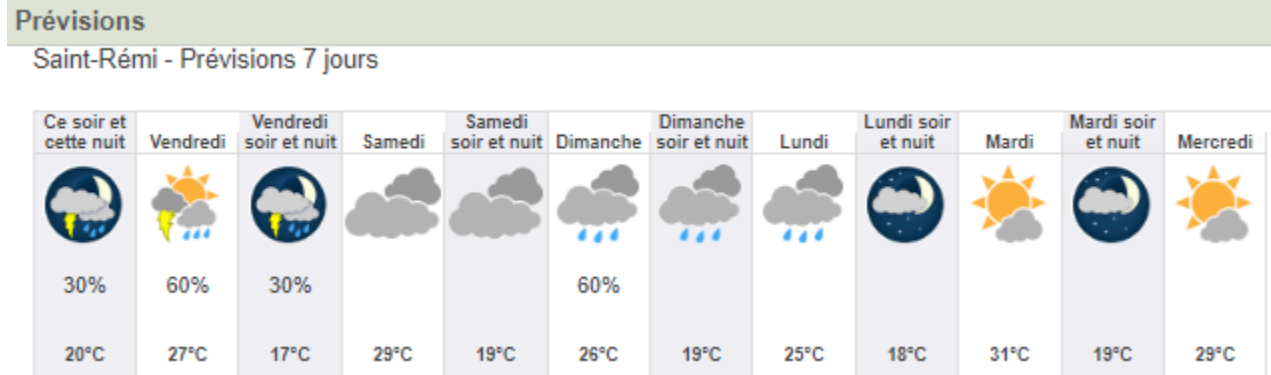 Prévisions
Saint-Rémi - Prévisions 7 jours
Ce soir et cette nuit Vendredi Vendredi soir et nuit Samedi Samedi soir et nuit Dimanche Dimanche soir et nuit Lundi Lundi soir et nuit Mardi Mardi soir et nuit Mercredi
30% 60% 30% 60%
20°C 27°C 17°C 29°C 19°C 26°C 19°C 25°C 18°C 31°C 19°C 29°C